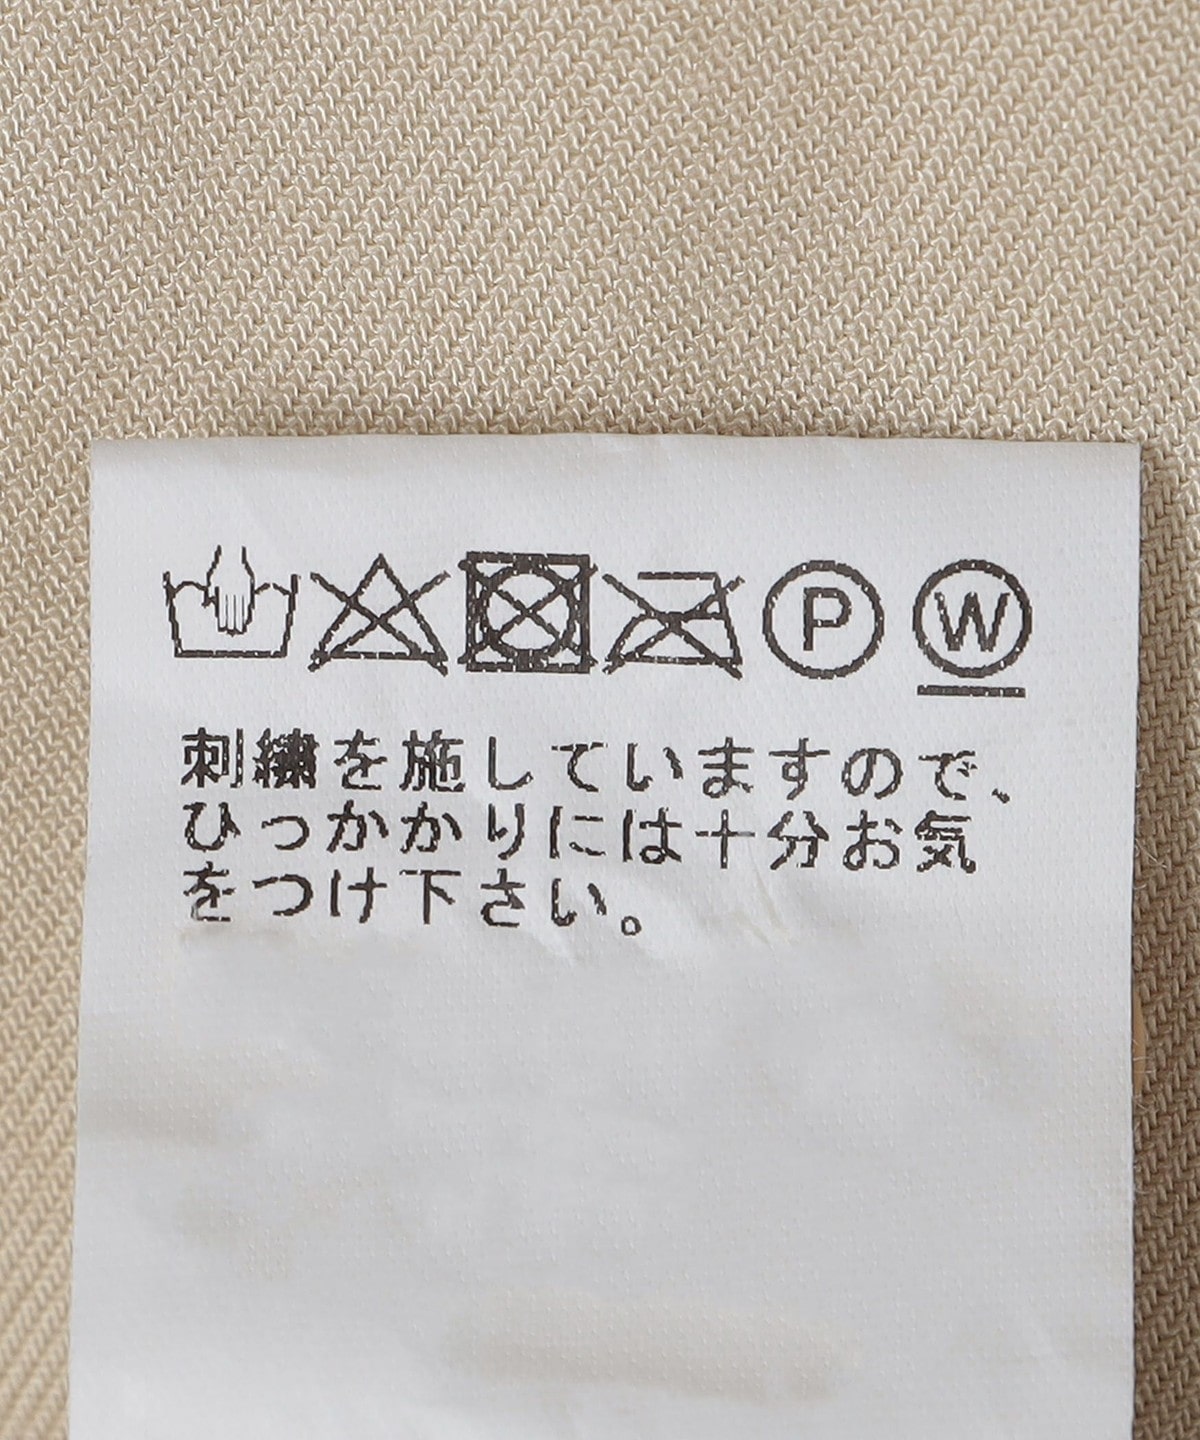 P W
刺繍を施していますので、
ひっかかりには十分お気
をつけ下さい。